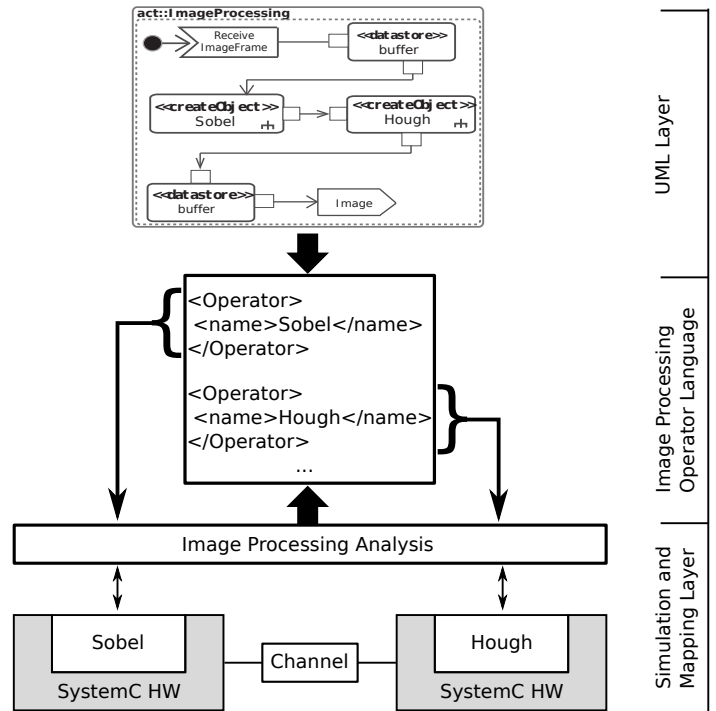 act::ImageProcessing
Receive
ImageFrame
<<datastore>>
buffer
<<createObject>>
Sobel
<<createObject>>
Hough
<<datastore>>
buffer
Image
UML Layer
<Operator>
<name>Sobel</name>
</Operator>
<Operator>
<name>Hough</name>
</Operator>
...
Image Processing
Operator Language
Image Processing Analysis
Sobel
SystemC HW
Channel
Hough
SystemC HW
Simulation and
Mapping Layer